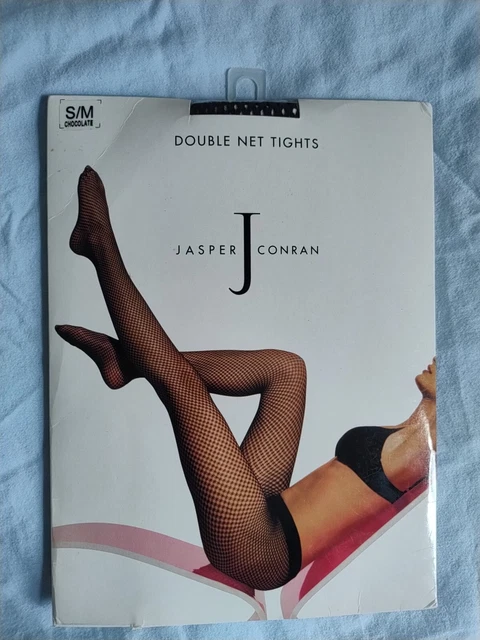 S/M
CHOCOLATE
DOUBLE NET TIGHTS
JASPER J CONRAN